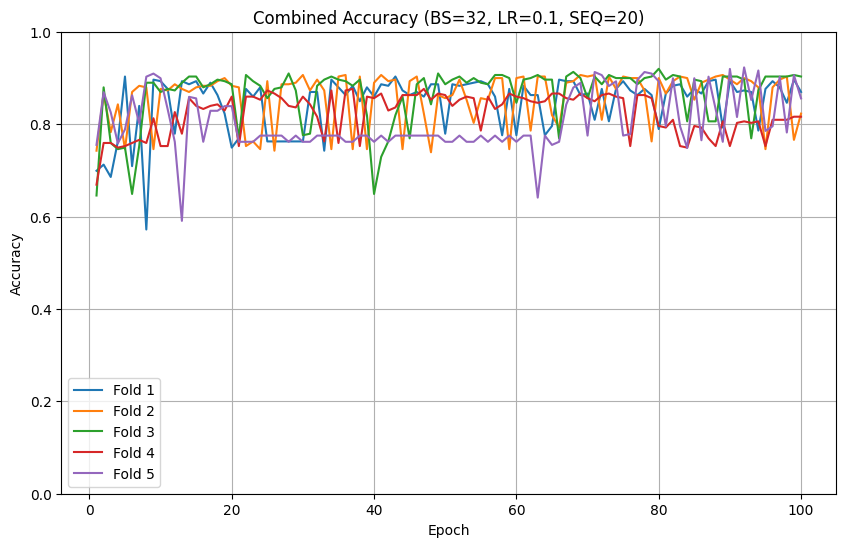 Combined Accuracy (BS=32, LR=0.1, SEQ=20)
1.0
0.8
0.6
0.4
0.2
0.0
Accuracy
Fold 1
Fold 2
Fold 3
Fold 4
Fold 5
0 20 40 60 80 100
Epoch